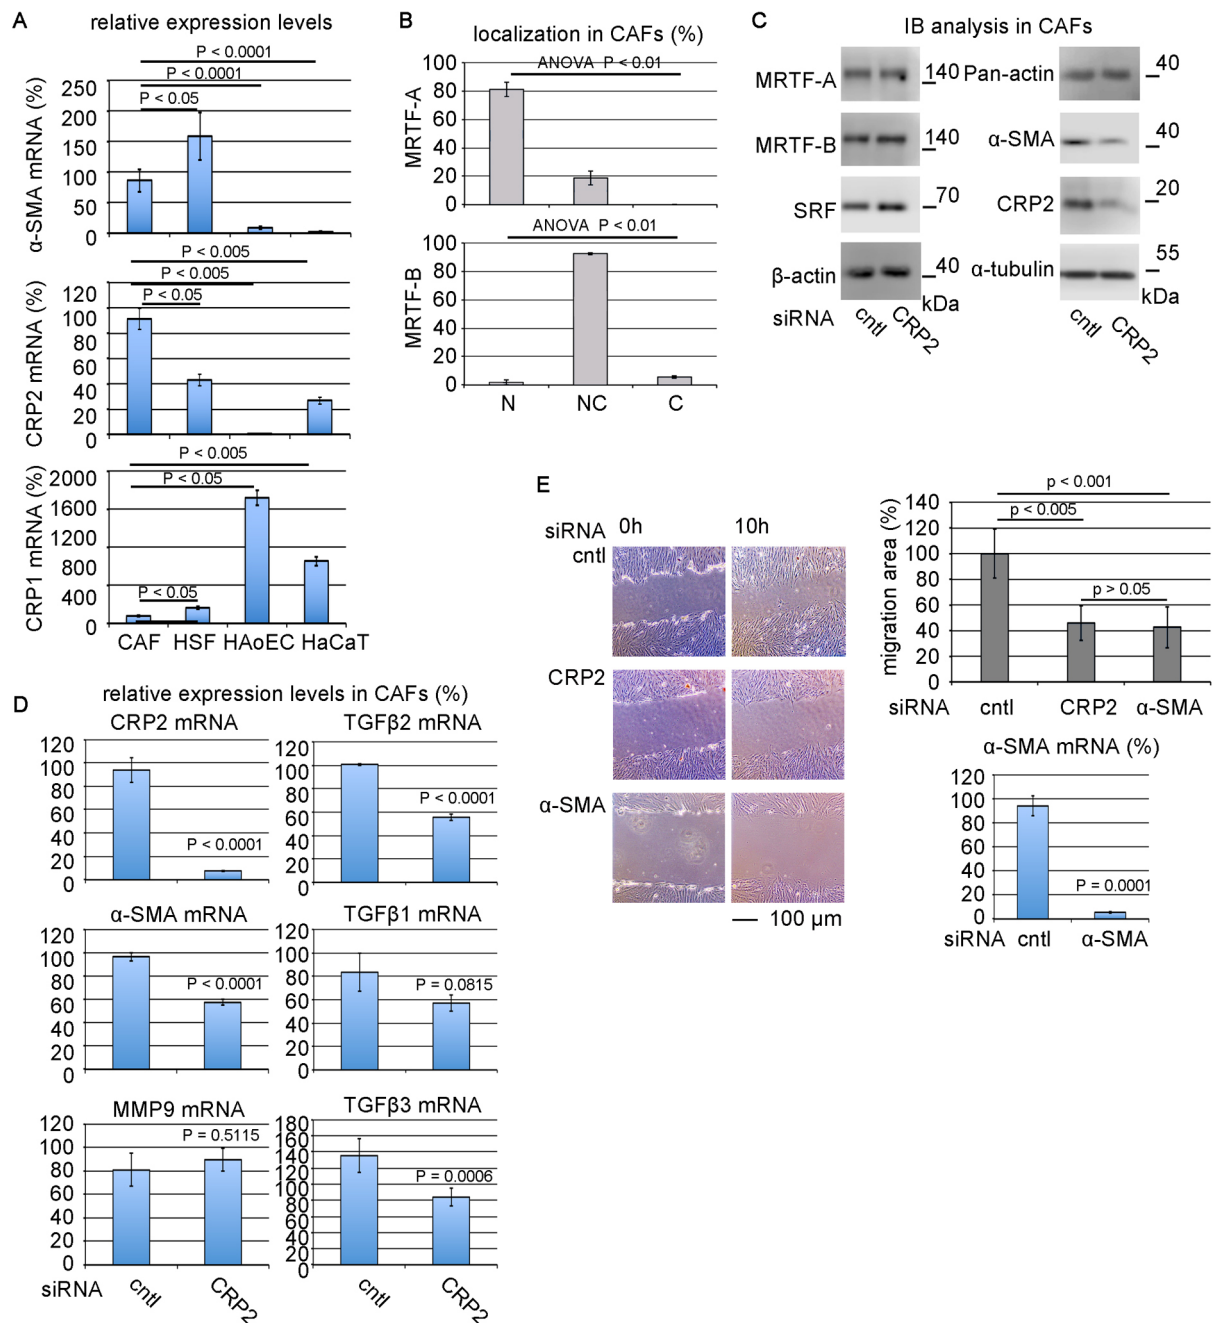 A
relative expression levels
P < 0.0001
P < 0.0001
P < 0.05
α-SMA mRNA (%)
250
200
150
100
50
0
P < 0.005
P < 0.005
P < 0.05
CRP2 mRNA (%)
120
100
80
60
40
20
0
P < 0.005
P < 0.05
P < 0.05
CRP1 mRNA (%)
2000
1600
1200
800
400
0
CAF HSF HAoEC HaCaT
B
localization in CAFs (%)
ANOVA P < 0.01
MRTF-A
100
80
60
40
20
0
ANOVA P < 0.01
MRTF-B
100
80
60
40
20
0
N NC C
C
IB analysis in CAFs
MRTF-A 140
MRTF-B 140
SRF 70
β-actin 40
kDa
siRNA cntl CRP2
Pan-actin 40
α-SMA 40
CRP2 20
α-tubulin 55
kDa
cntl CRP2
D
relative expression levels in CAFs (%)
CRP2 mRNA
120
100
80
60
40
20
0
P < 0.0001
TGFβ2 mRNA
120
100
80
60
40
20
0
P < 0.0001
α-SMA mRNA
120
100
80
60
40
20
0
P < 0.0001
TGFβ1 mRNA
120
100
80
60
40
20
0
P = 0.0815
MMP9 mRNA
120
100
80
60
40
20
0
P = 0.5115
TGFβ3 mRNA
180
160
140
120
100
80
60
40
20
0
P = 0.0006
siRNA cntl CRP2 cntl CRP2
E
siRNA 0h 10h
cntl
CRP2
α-SMA
100 µm
migration area (%)
140
120
100
80
60
40
20
0
p < 0.001
p < 0.005
p > 0.05
siRNA cntl CRP2 α-SMA
α-SMA mRNA (%)
120
100
80
60
40
20
0
P = 0.0001
siRNA cntl α-SMA